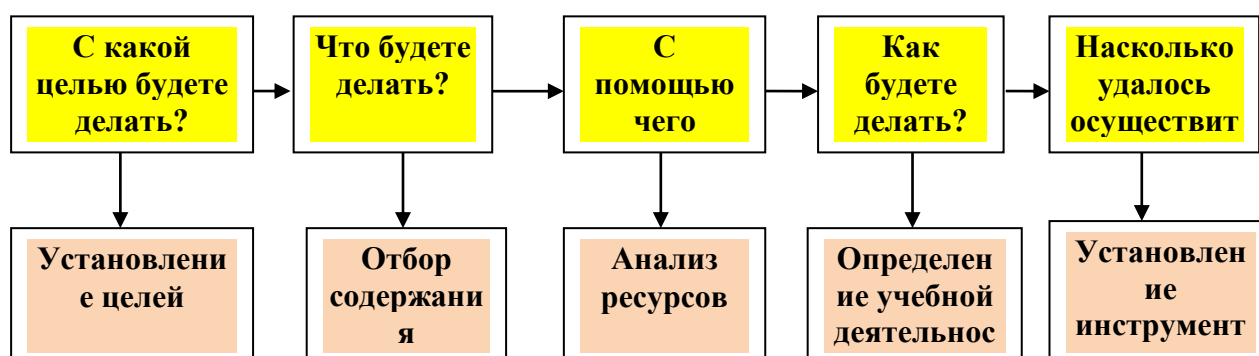 С какой
целью будете
делать?
Что будете
делать?
С
помощью
чего
Как
будете
делать?
Насколько
удалось
осуществит
Установлени
е целей
Отбор
содержани
я
Анализ
ресурсов
Определен
ие учебной
деятельнос
Установлен
ие
инструмент